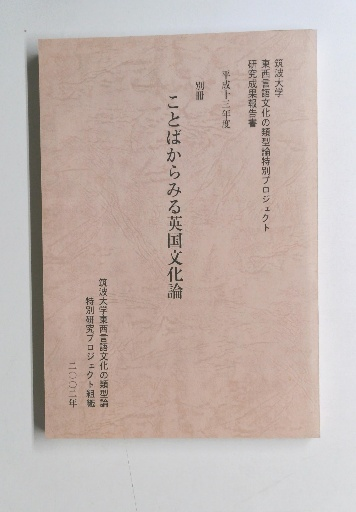 筑波大学
東西言語文化の類型論特別プロジェクト
研究成果報告書
平成十三年度
別冊
ことばからみる英国文化論
筑波大学東西言語文化の類型論
特別研究プロジェクト組織
二〇〇二年